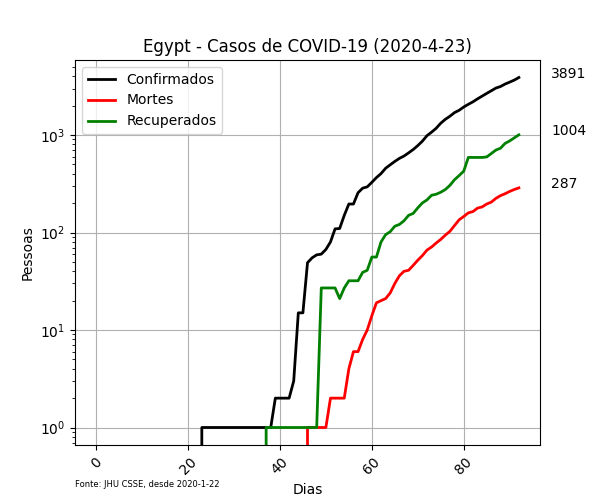 Egypt - Casos de COVID-19 (2020-4-23)
Confirmados
Mortes
Recuperados
3891
1004
287
10³
10²
10¹
10⁰
Pessoas
0 20 40 60 80
Dias
Fonte: JHU CSSE, desde 2020-1-22